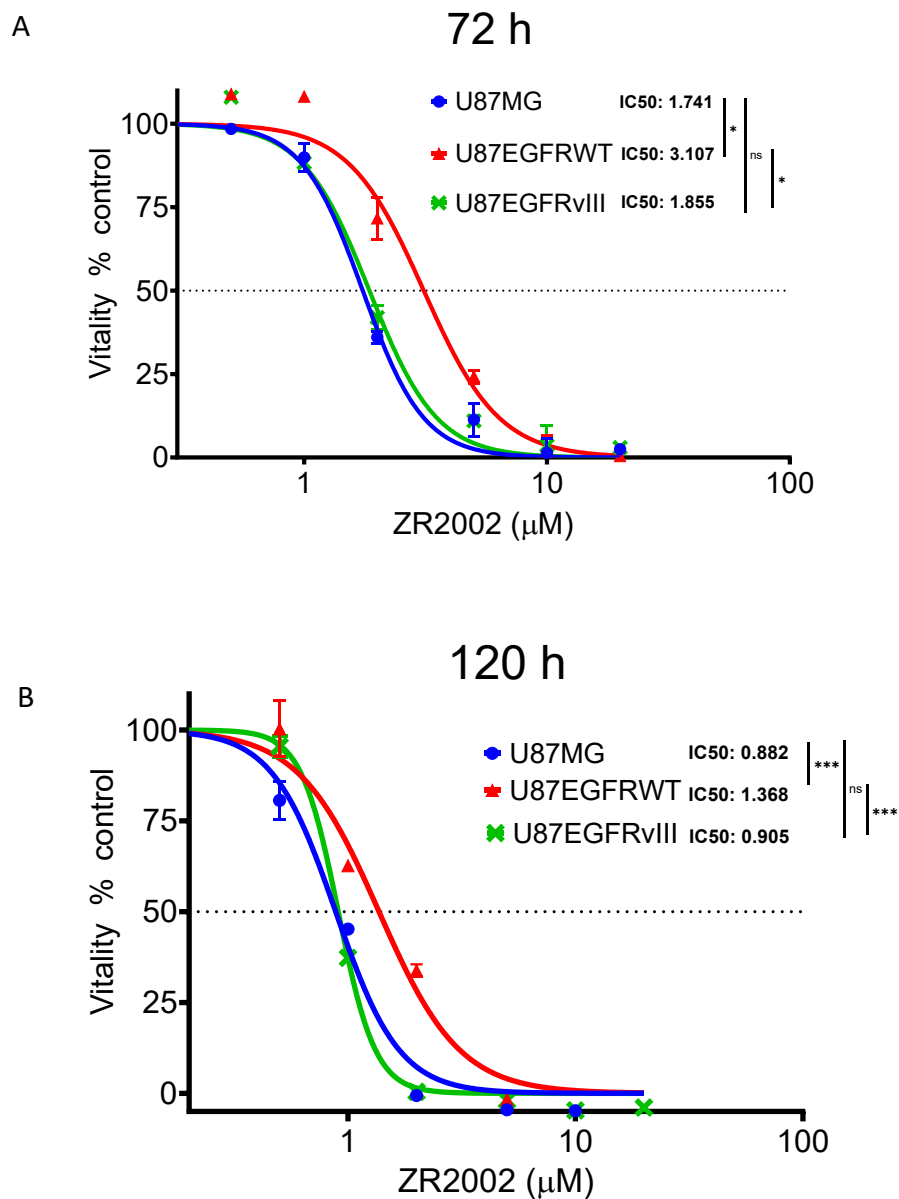 A
72 h
U87MG IC50: 1.741
*
U87EGFRWT IC50: 3.107
ns
*
U87EGFRvIII IC50: 1.855
100
75
50
25
0
Vitality % control
1 10 100
ZR2002 (μM)
120 h
B
U87MG IC50: 0.882
***
U87EGFRWT IC50: 1.368
ns
***
U87EGFRvIII IC50: 0.905
100
75
50
25
0
Vitality % control
1 10 100
ZR2002 (μM)